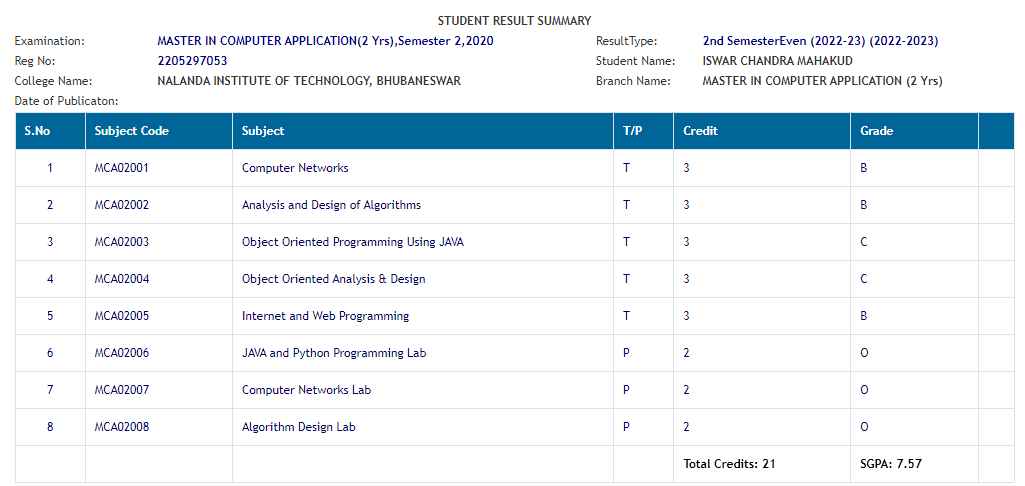 STUDENT RESULT SUMMARY
Examination: MASTER IN COMPUTER APPLICATION(2 Yrs),Semester 2,2020 ResultType: 2nd SemesterEven (2022-23) (2022-2023)
Reg No: 2205297053 Student Name: ISWAR CHANDRA MAHAKUD
College Name: NALANDA INSTITUTE OF TECHNOLOGY, BHUBANESWAR Branch Name: MASTER IN COMPUTER APPLICATION (2 Yrs)
Date of Publicaton:
S.No Subject Code Subject T/P Credit Grade
1 MCA02001 Computer Networks T 3 B
2 MCA02002 Analysis and Design of Algorithms T 3 B
3 MCA02003 Object Oriented Programming Using JAVA T 3 C
4 MCA02004 Object Oriented Analysis & Design T 3 C
5 MCA02005 Internet and Web Programming T 3 B
6 MCA02006 JAVA and Python Programming Lab P 2 O
7 MCA02007 Computer Networks Lab P 2 O
8 MCA02008 Algorithm Design Lab P 2 O
Total Credits: 21 SGPA: 7.57